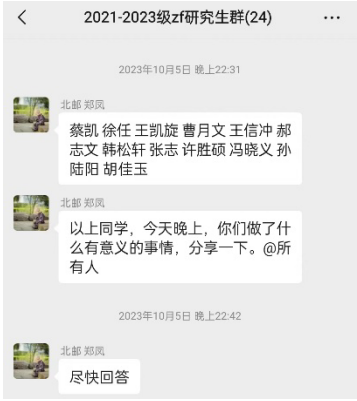 2021-2023级zf研究生群(24)
2023年10月5日 晚上22:31
北邮 郑凤
蔡凯 徐任 王凯旋 曹月文 王信冲 郝
志文 韩松轩 张志 许胜硕 冯晓义 孙
陆阳 胡佳玉
北邮 郑凤
以上同学，今天晚上，你们做了什
么有意义的事情，分享一下。@所
有人
2023年10月5日 晚上22:42
北邮 郑凤
尽快回答